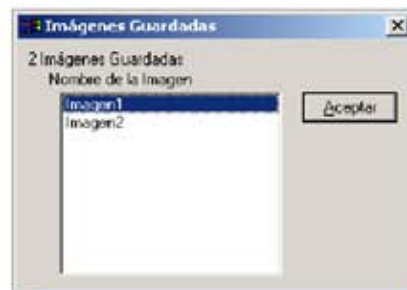 Imágenes Guardadas
2 Imágenes Guardadas
Nombre de la Imagen
Imagen1
Imagen2
Aceptar